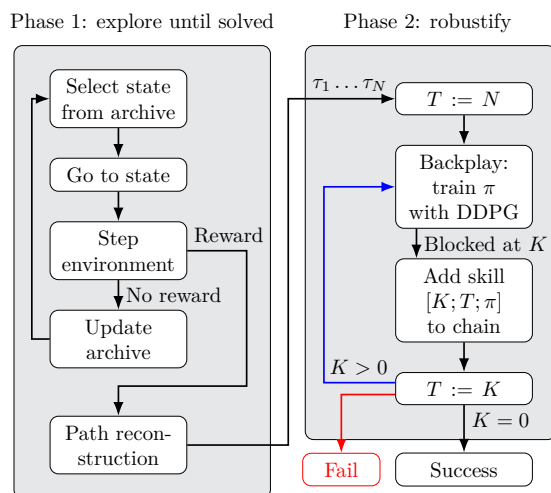 Phase 1: explore until solved
Select state
from archive
Go to state
Step
environment
Reward
No reward
Update
archive
Path recon-
struction
Phase 2: robustify
τ₁ … τ_N
T := N
Backplay:
train π
with DDPG
Blocked at K
Add skill
[K; T; π]
to chain
K > 0
T := K
K = 0
Fail
Success